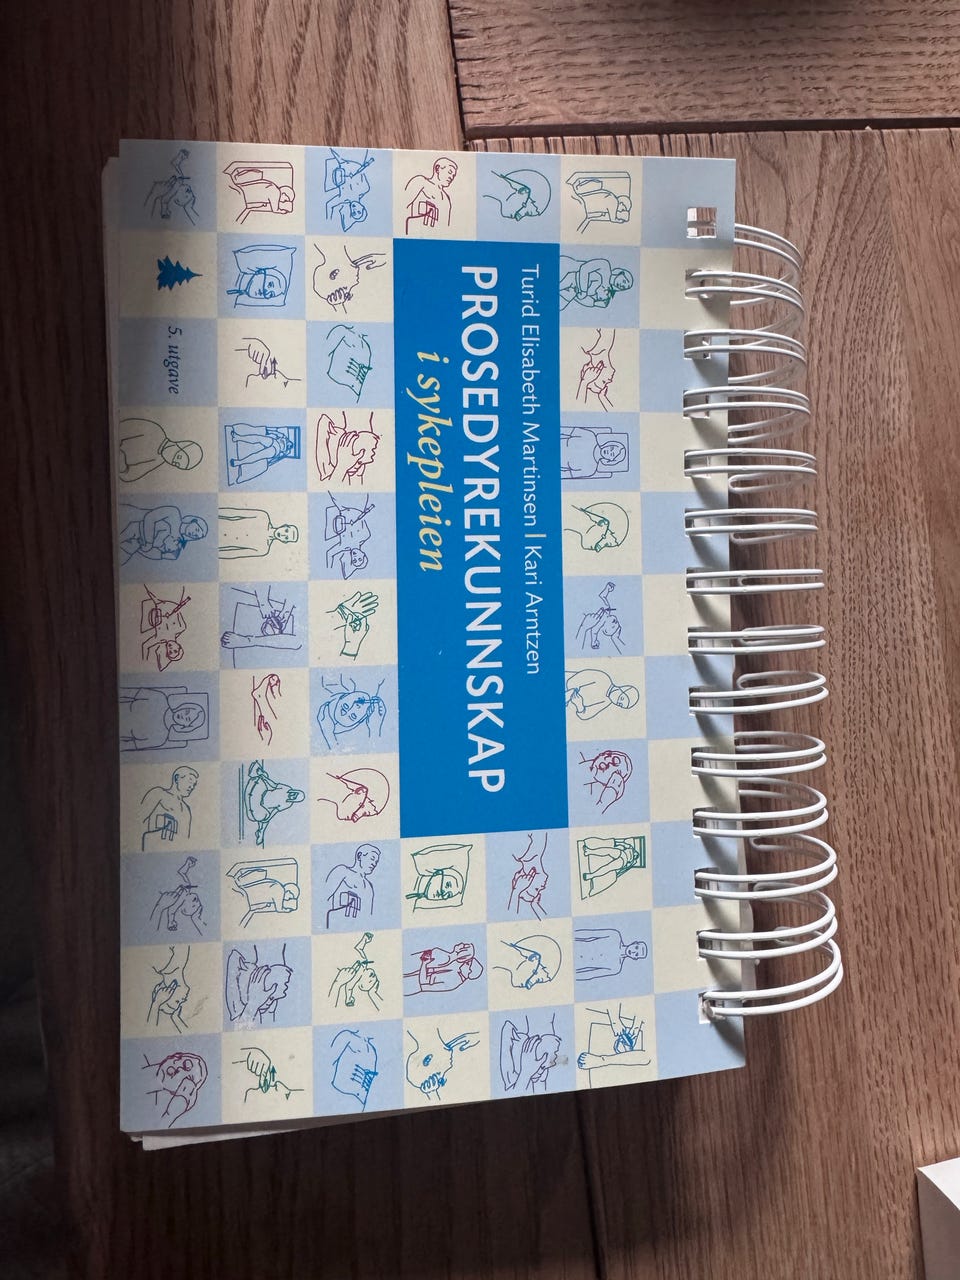 Turid Elisabeth Martinsen | Kari Arntzen
PROSEDYREKUNNSKAP
i sykepleien
5. utgave